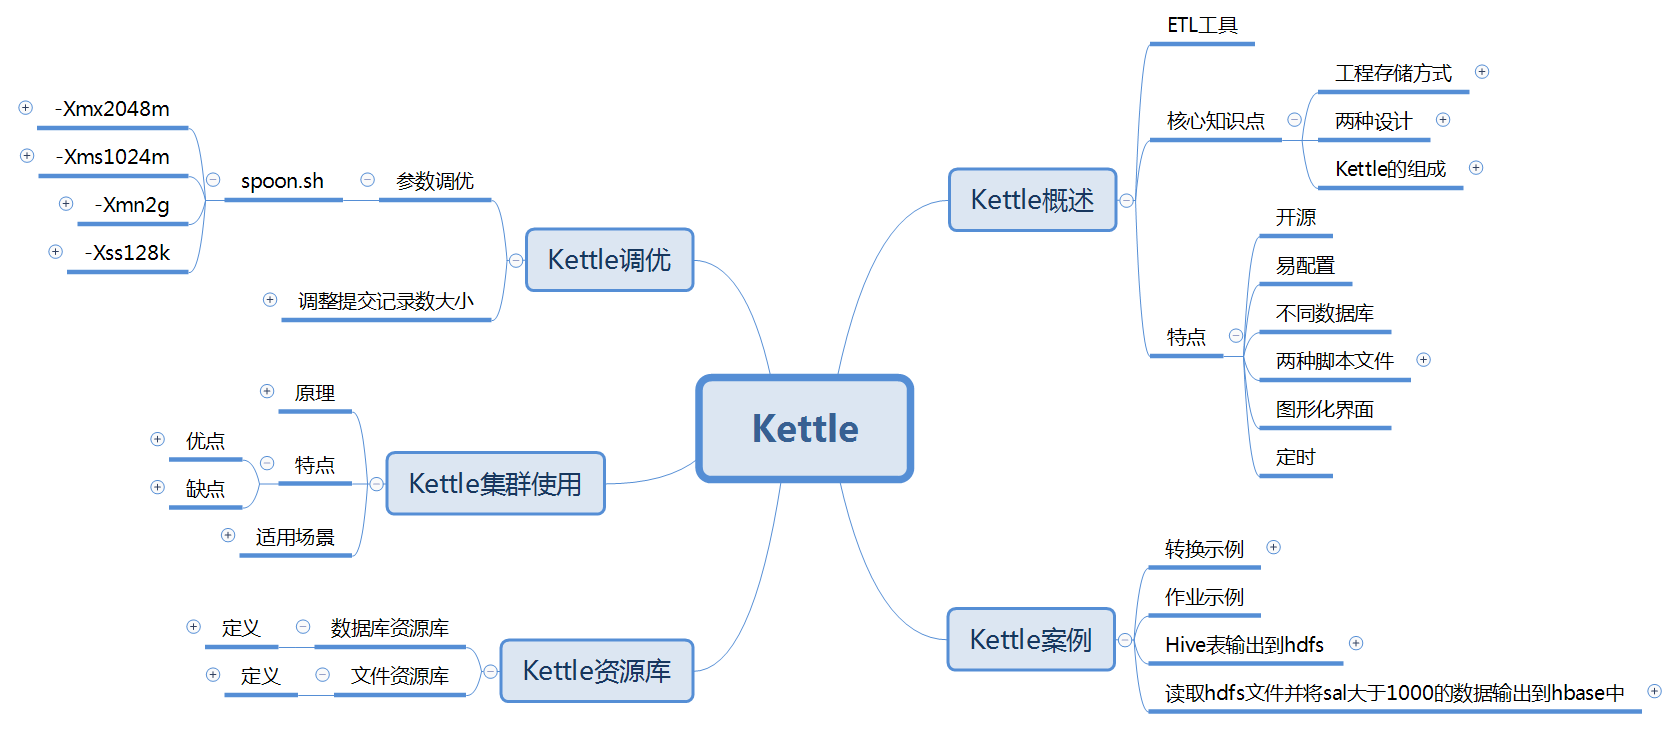 Kettle
Kettle概述
ETL工具
核心知识点
工程存储方式
两种设计
Kettle的组成
特点
开源
易配置
不同数据库
两种脚本文件
图形化界面
定时
Kettle案例
转换示例
作业示例
Hive表输出到hdfs
读取hdfs文件并将sal大于1000的数据输出到hbase中
Kettle调优
参数调优
spoon.sh
-Xmx2048m
-Xms1024m
-Xmn2g
-Xss128k
调整提交记录数大小
Kettle集群使用
原理
特点
优点
缺点
适用场景
Kettle资源库
数据库资源库
定义
文件资源库
定义